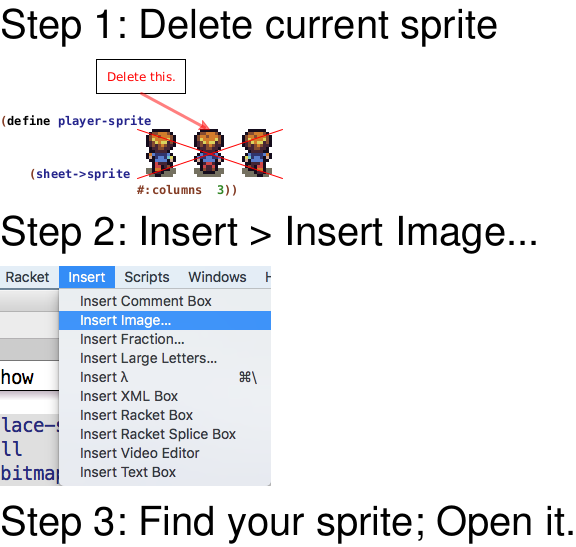 Step 1: Delete current sprite
Delete this.
(define player-sprite
(sheet->sprite
#:columns 3))
Step 2: Insert > Insert Image...
Racket Insert Scripts Windows H
Insert Comment Box
Insert Image...
Insert Fraction...
Insert Large Letters...
how
Insert λ ⌘\
Insert XML Box
Insert Racket Box
lace-s
Insert Racket Splice Box
ll
Insert Video Editor
bitmap
Insert Text Box
Step 3: Find your sprite; Open it.